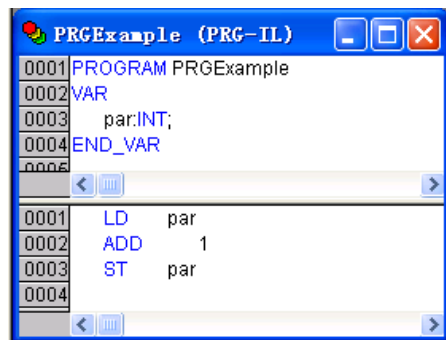 PRGExample (PRG-IL)
0001 PROGRAM PRGExample
0002 VAR
0003 par:INT;
0004 END_VAR
0005
0001 LD par
0002 ADD 1
0003 ST par
0004